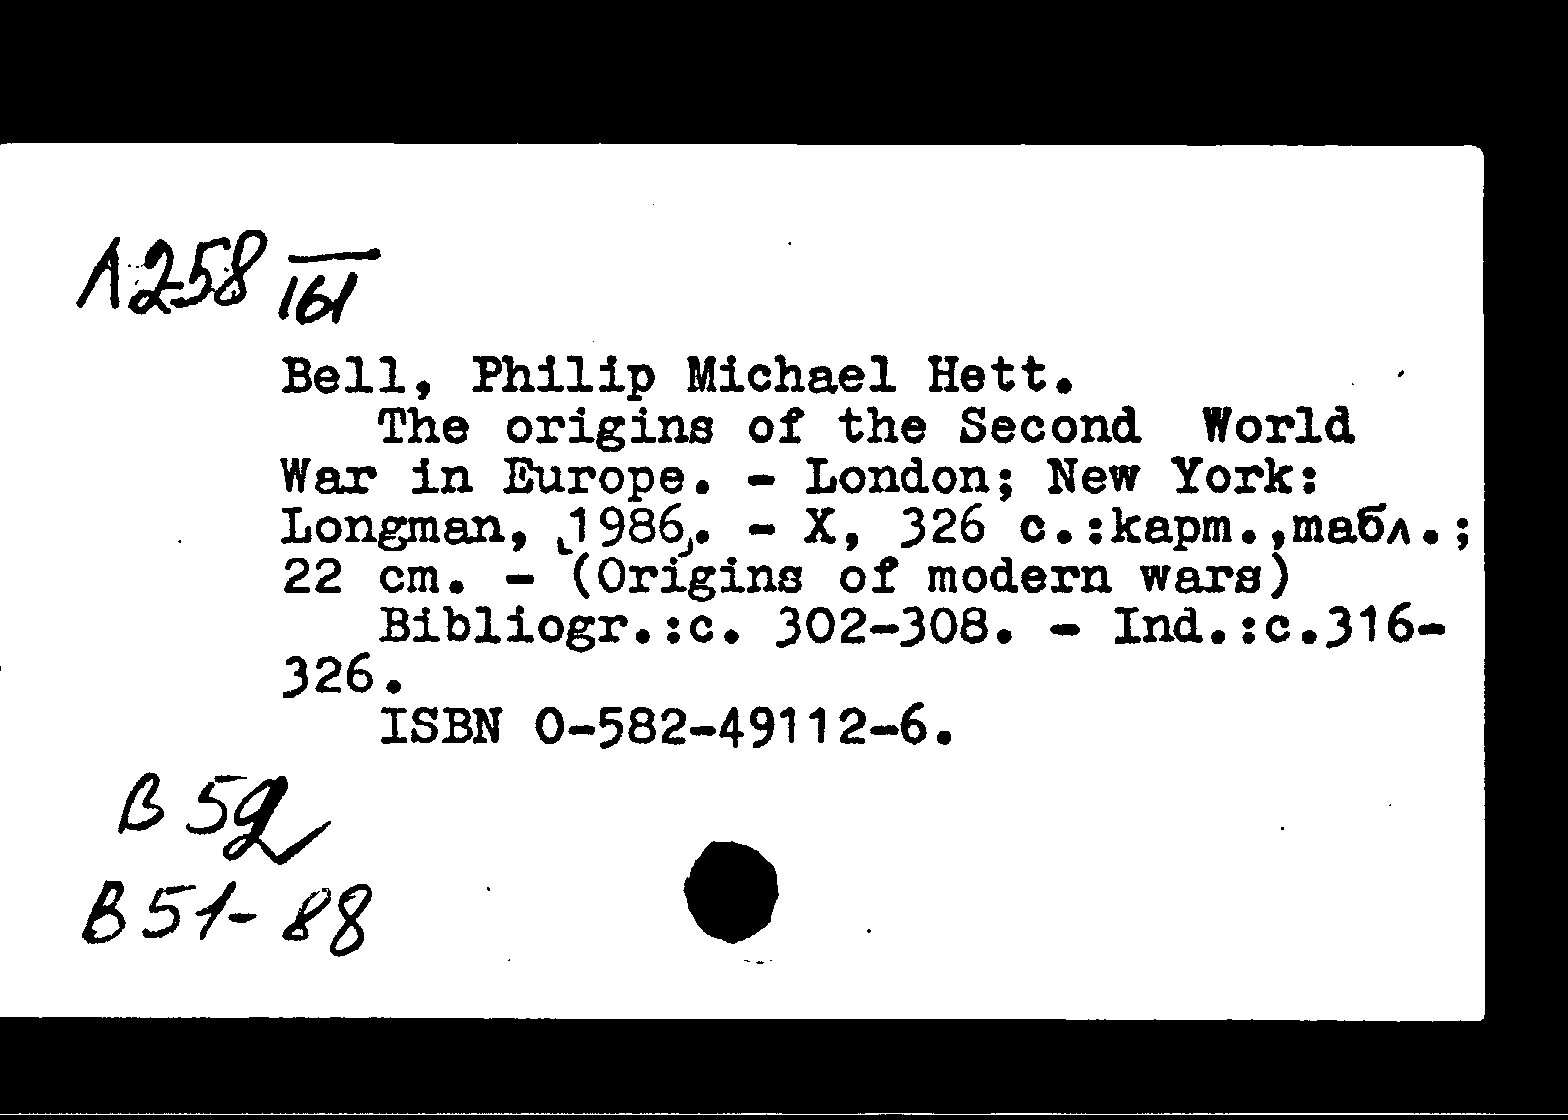 Л258 161
Bell, Philip Michael Hett.
The origins of the Second World
War in Europe. - London; New York:
Longman, [1986]. - X, 326 c.:карт.,табл.;
22 cm. - (Origins of modern wars)
Bibliogr.:c. 302-308. - Ind.:c.316-
326.
ISBN 0-582-49112-6.
B 59
B51-88